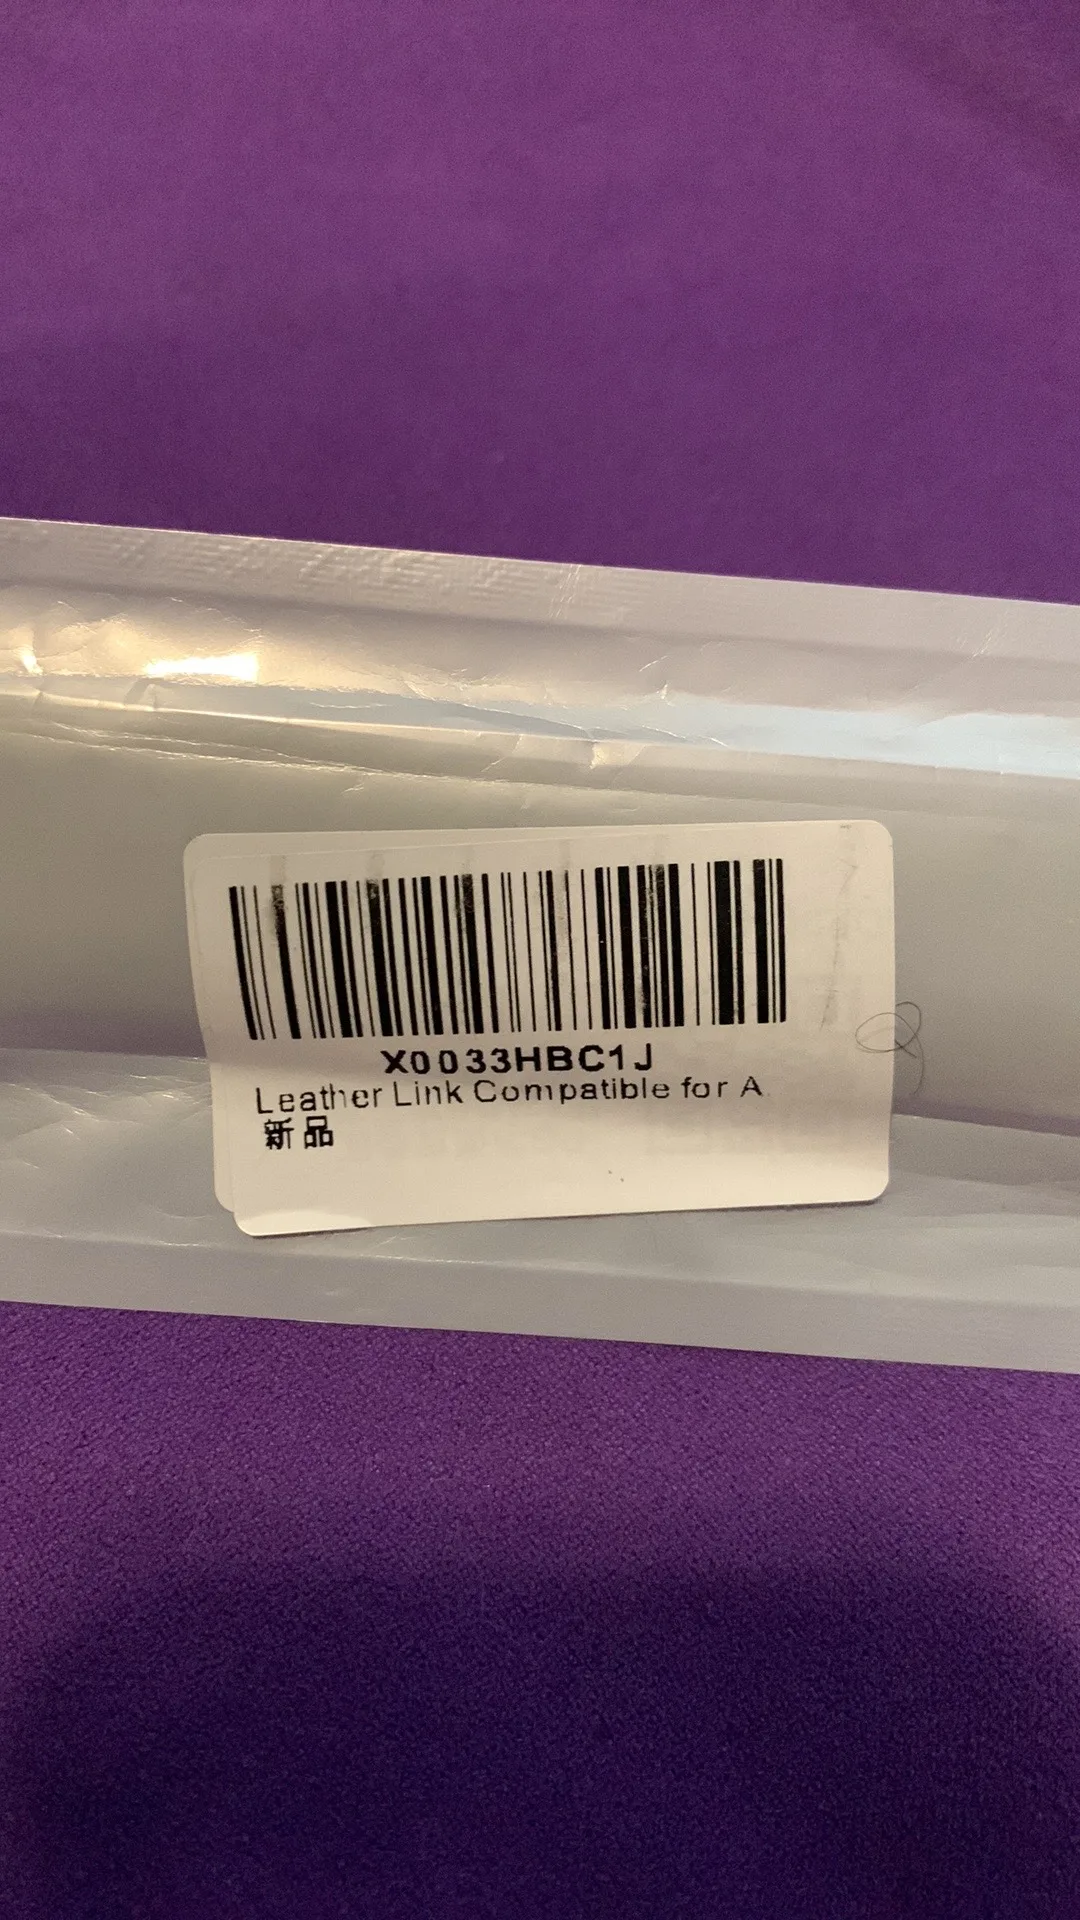 X0033HBC1J
Leather Link Compatible for A
新品